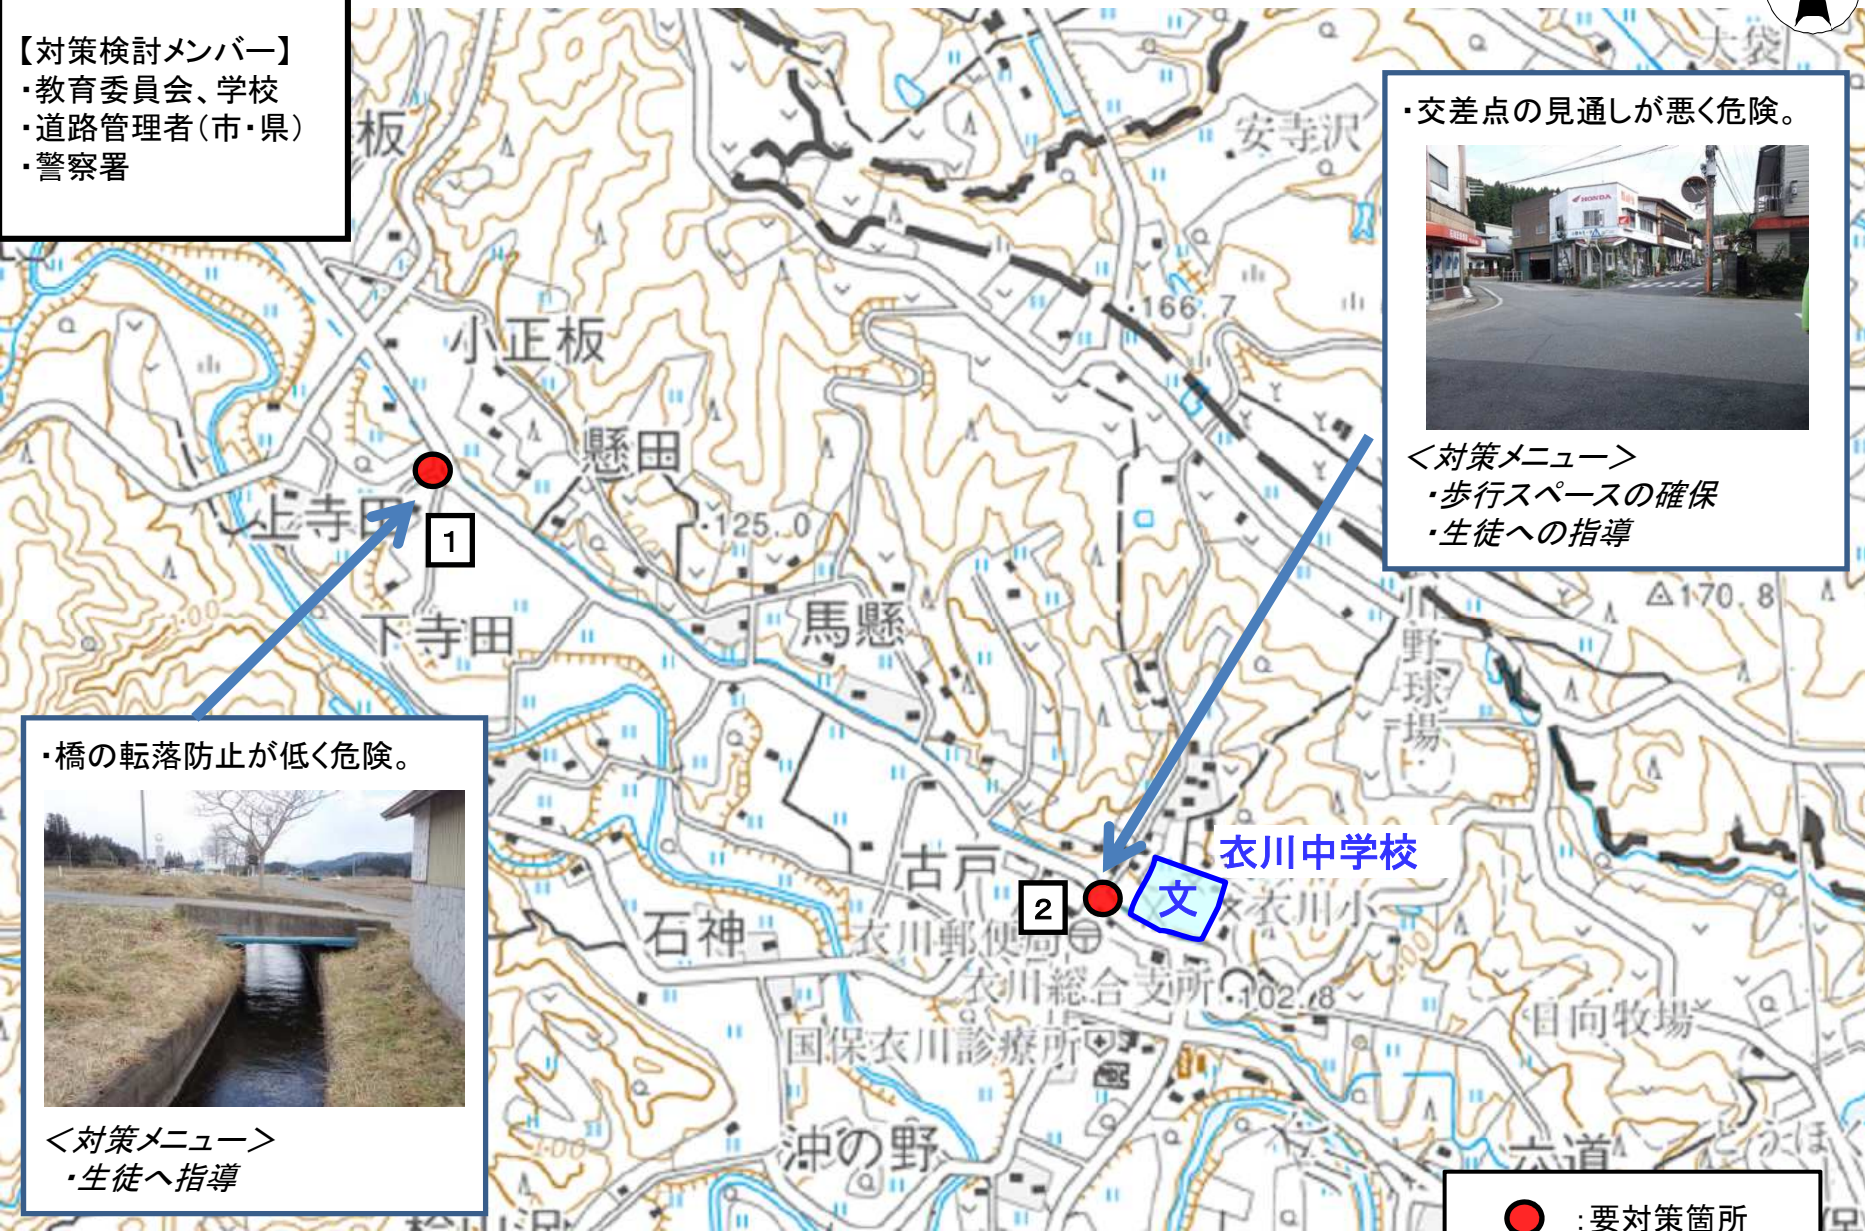 【対策検討メンバー】
・教育委員会、学校
・道路管理者（市・県）
・警察署
大袋
板
安寺沢
・交差点の見通しが悪く危険。
HONDA
166.7
小正板
懸田
＜対策メニュー＞
・歩行スペースの確保
・生徒への指導
上寺田
1
125.0
170.8
下寺田
馬懸
川野球場
・橋の転落防止が低く危険。
衣川中学校
文
古戸
2
衣川小
石神
衣川郵便局
衣川総合支所
102.8
日向牧場
国保衣川診療所
100
＜対策メニュー＞
・生徒へ指導
沖の野
六道
とうほく
：要対策箇所